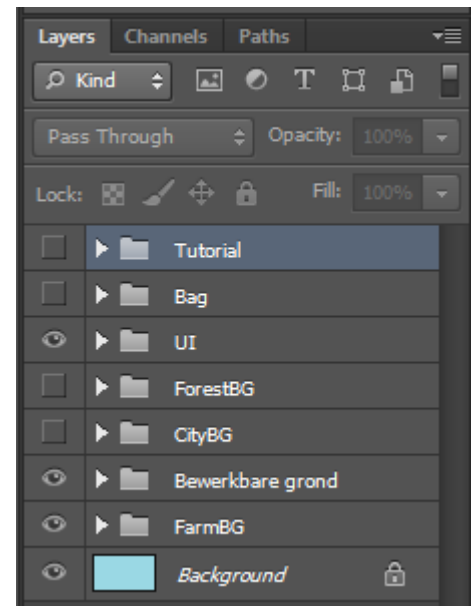 Layers Channels Paths
Kind T
Pass Through Opacity: 100%
Lock: Fill: 100%
Tutorial
Bag
UI
ForestBG
CityBG
Bewerkbare grond
FarmBG
Background